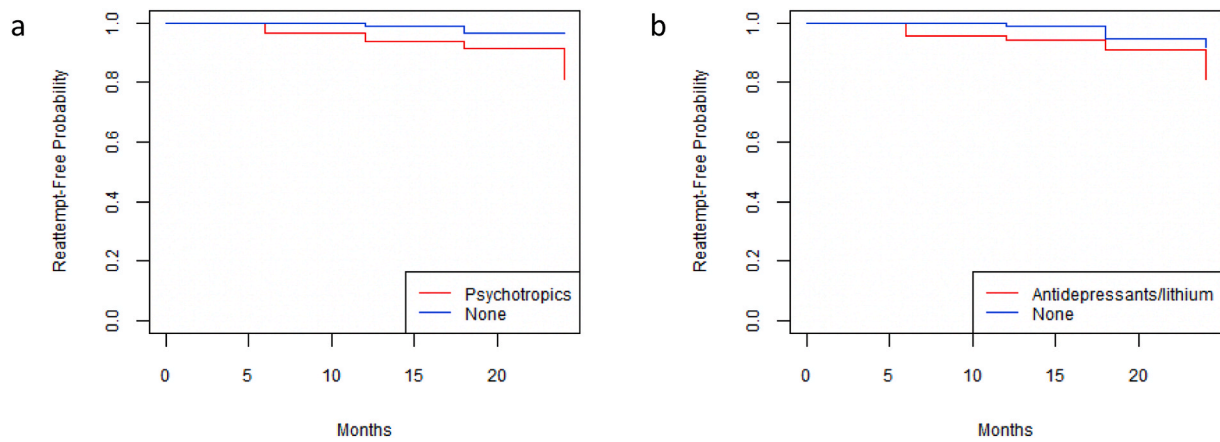 a
Reattempt-Free Probability
1.0
0.8
0.6
0.4
0.2
0.0
Psychotropics
None
0 5 10 15 20
Months
b
Reattempt-Free Probability
1.0
0.8
0.6
0.4
0.2
0.0
Antidepressants/lithium
None
0 5 10 15 20
Months